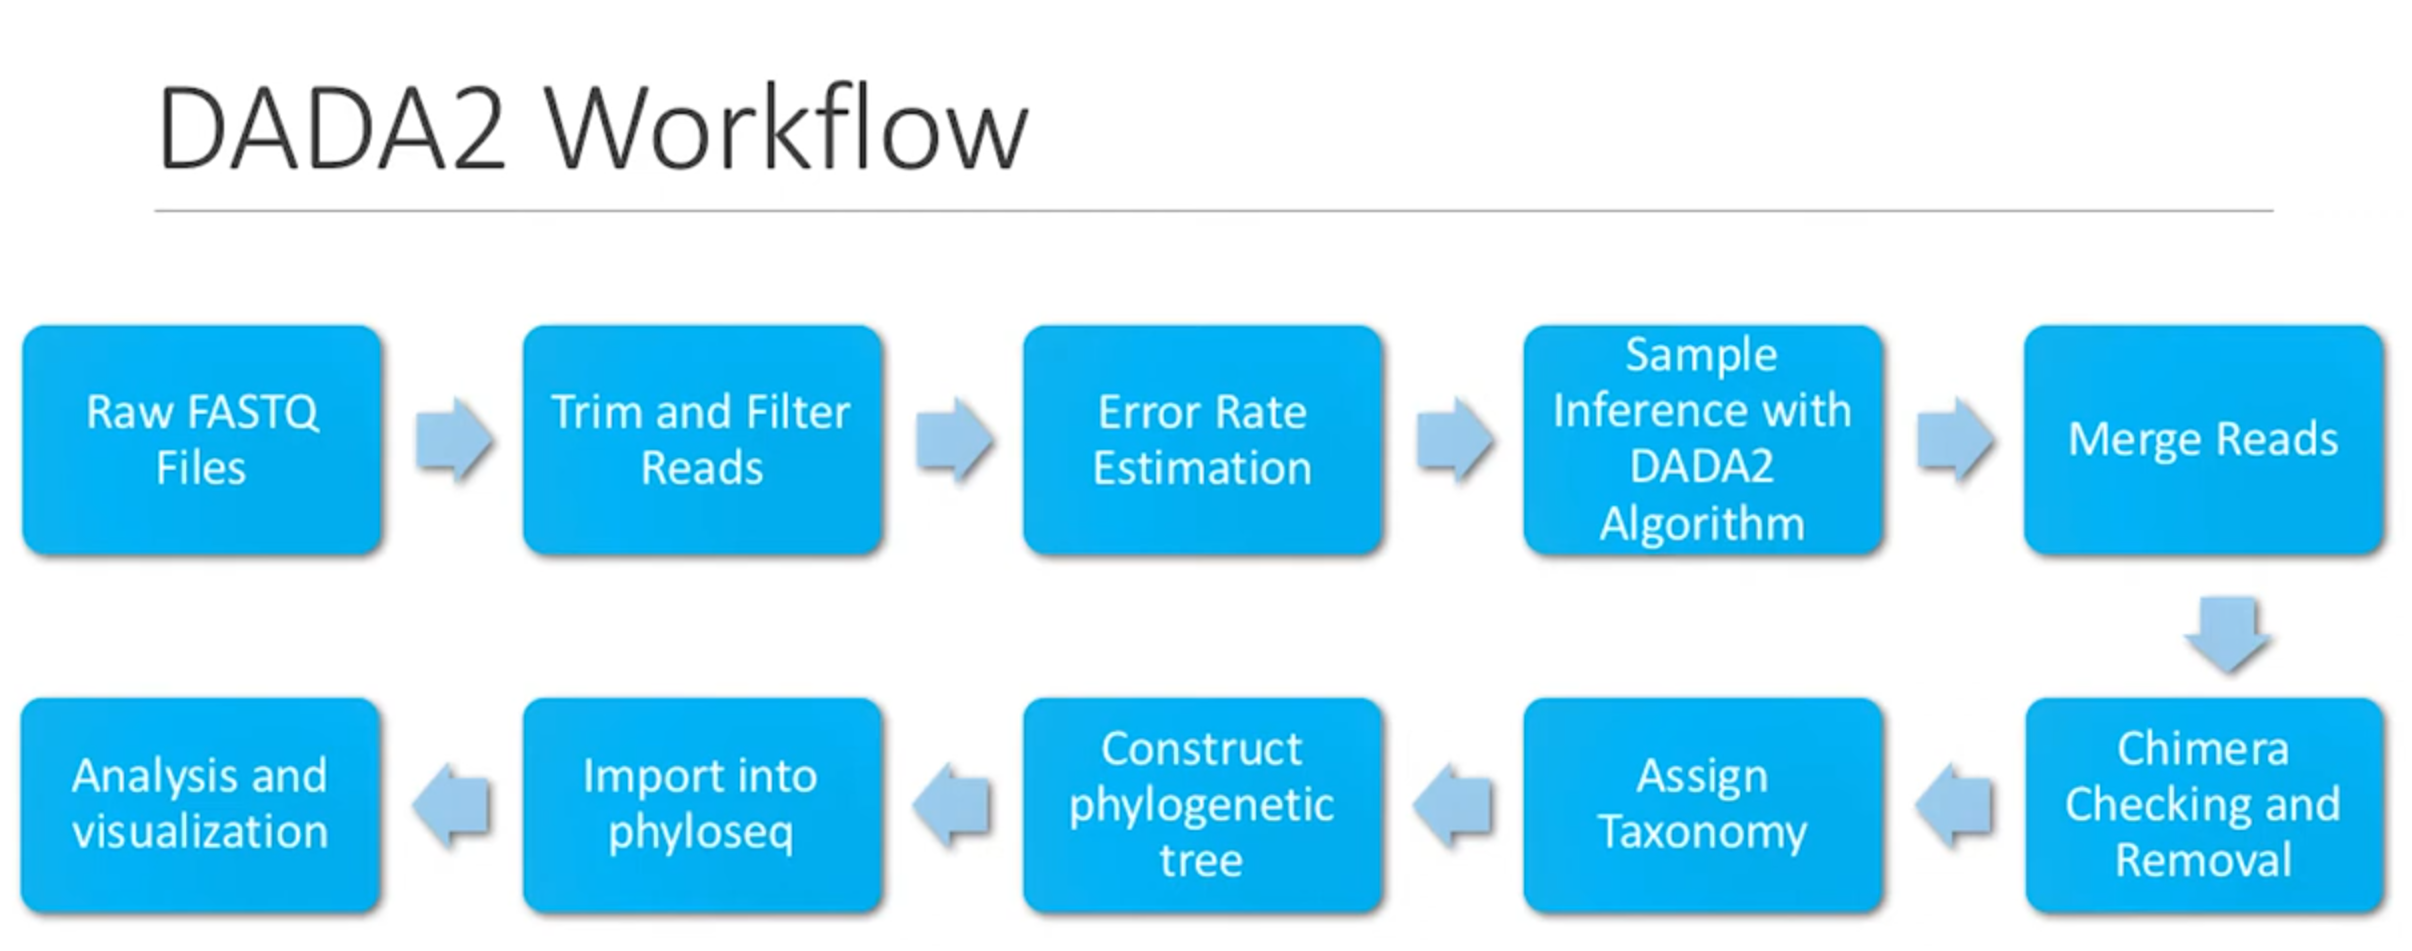 DADA2 Workflow
Raw FASTQ
Files
Trim and Filter
Reads
Error Rate
Estimation
Sample
Inference with
DADA2
Algorithm
Merge Reads
Chimera
Checking and
Removal
Assign
Taxonomy
Construct
phylogenetic
tree
Import into
phyloseq
Analysis and
visualization